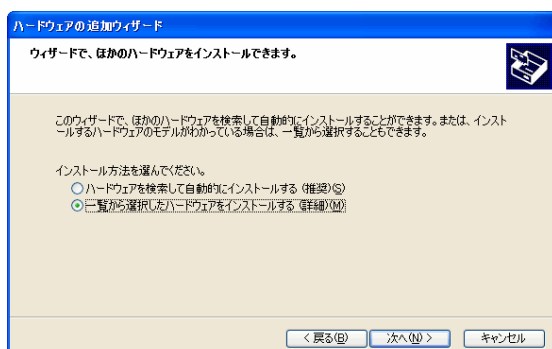 ハードウェアの追加ウィザード
ウィザードで、ほかのハードウェアをインストールできます。
このウィザードで、ほかのハードウェアを検索して自動的にインストールすることができます。または、インスト
ールするハードウェアのモデルがわかっている場合は、一覧から選択することもできます。
インストール方法を選んでください。
ハードウェアを検索して自動的にインストールする (推奨)(S)
一覧から選択したハードウェアをインストールする (詳細)(M)
< 戻る(B) 次へ(N) > キャンセル